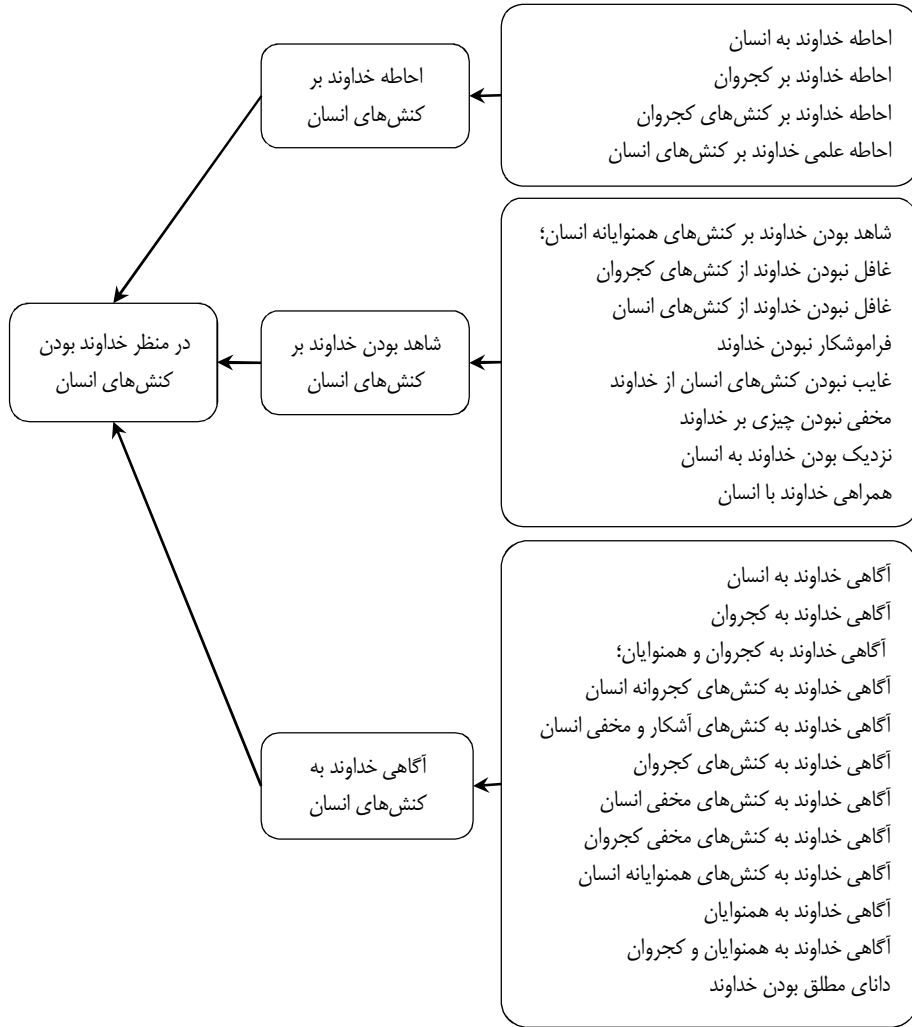 احاطه خداوند به انسان
احاطه خداوند بر کجروان
احاطه خداوند بر کنش‌های کجروان
احاطه علمی خداوند بر کنش‌های انسان
احاطه خداوند بر
کنش‌های انسان
شاهد بودن خداوند بر کنش‌های همنوایانه انسان؛
غافل نبودن خداوند از کنش‌های کجروان
غافل نبودن خداوند از کنش‌های انسان
فراموشکار نبودن خداوند
غایب نبودن کنش‌های انسان از خداوند
مخفی نبودن چیزی بر خداوند
نزدیک بودن خداوند به انسان
همراهی خداوند با انسان
شاهد بودن خداوند بر
کنش‌های انسان
در منظر خداوند بودن
کنش‌های انسان
آگاهی خداوند به انسان
آگاهی خداوند به کجروان
آگاهی خداوند به کجروان و همنوایان؛
آگاهی خداوند به کنش‌های کجروانه انسان
آگاهی خداوند به کنش‌های آشکار و مخفی انسان
آگاهی خداوند به کنش‌های کجروان
آگاهی خداوند به کنش‌های مخفی انسان
آگاهی خداوند به کنش‌های مخفی کجروان
آگاهی خداوند به کنش‌های همنوایانه انسان
آگاهی خداوند به همنوایان
آگاهی خداوند به همنوایان و کجروان
دانای مطلق بودن خداوند
آگاهی خداوند به
کنش‌های انسان